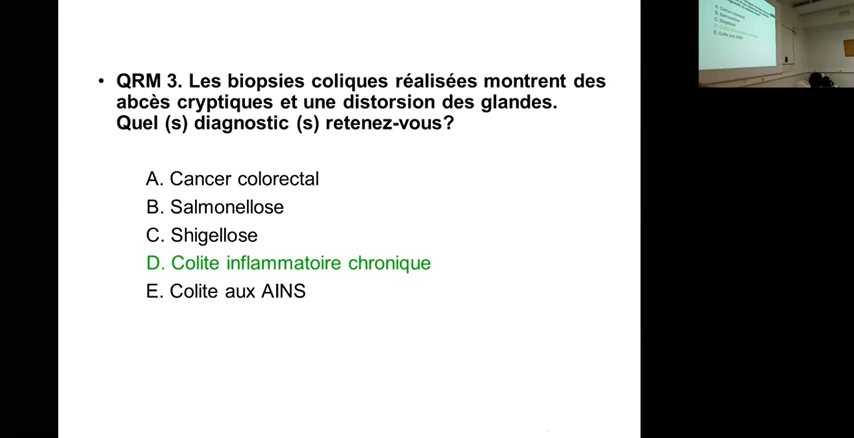 • QRM 3. Les biopsies coliques réalisées montrent des
abcès cryptiques et une distorsion des glandes.
Quel (s) diagnostic (s) retenez-vous?
A. Cancer colorectal
B. Salmonellose
C. Shigellose
D. Colite inflammatoire chronique
E. Colite aux AINS